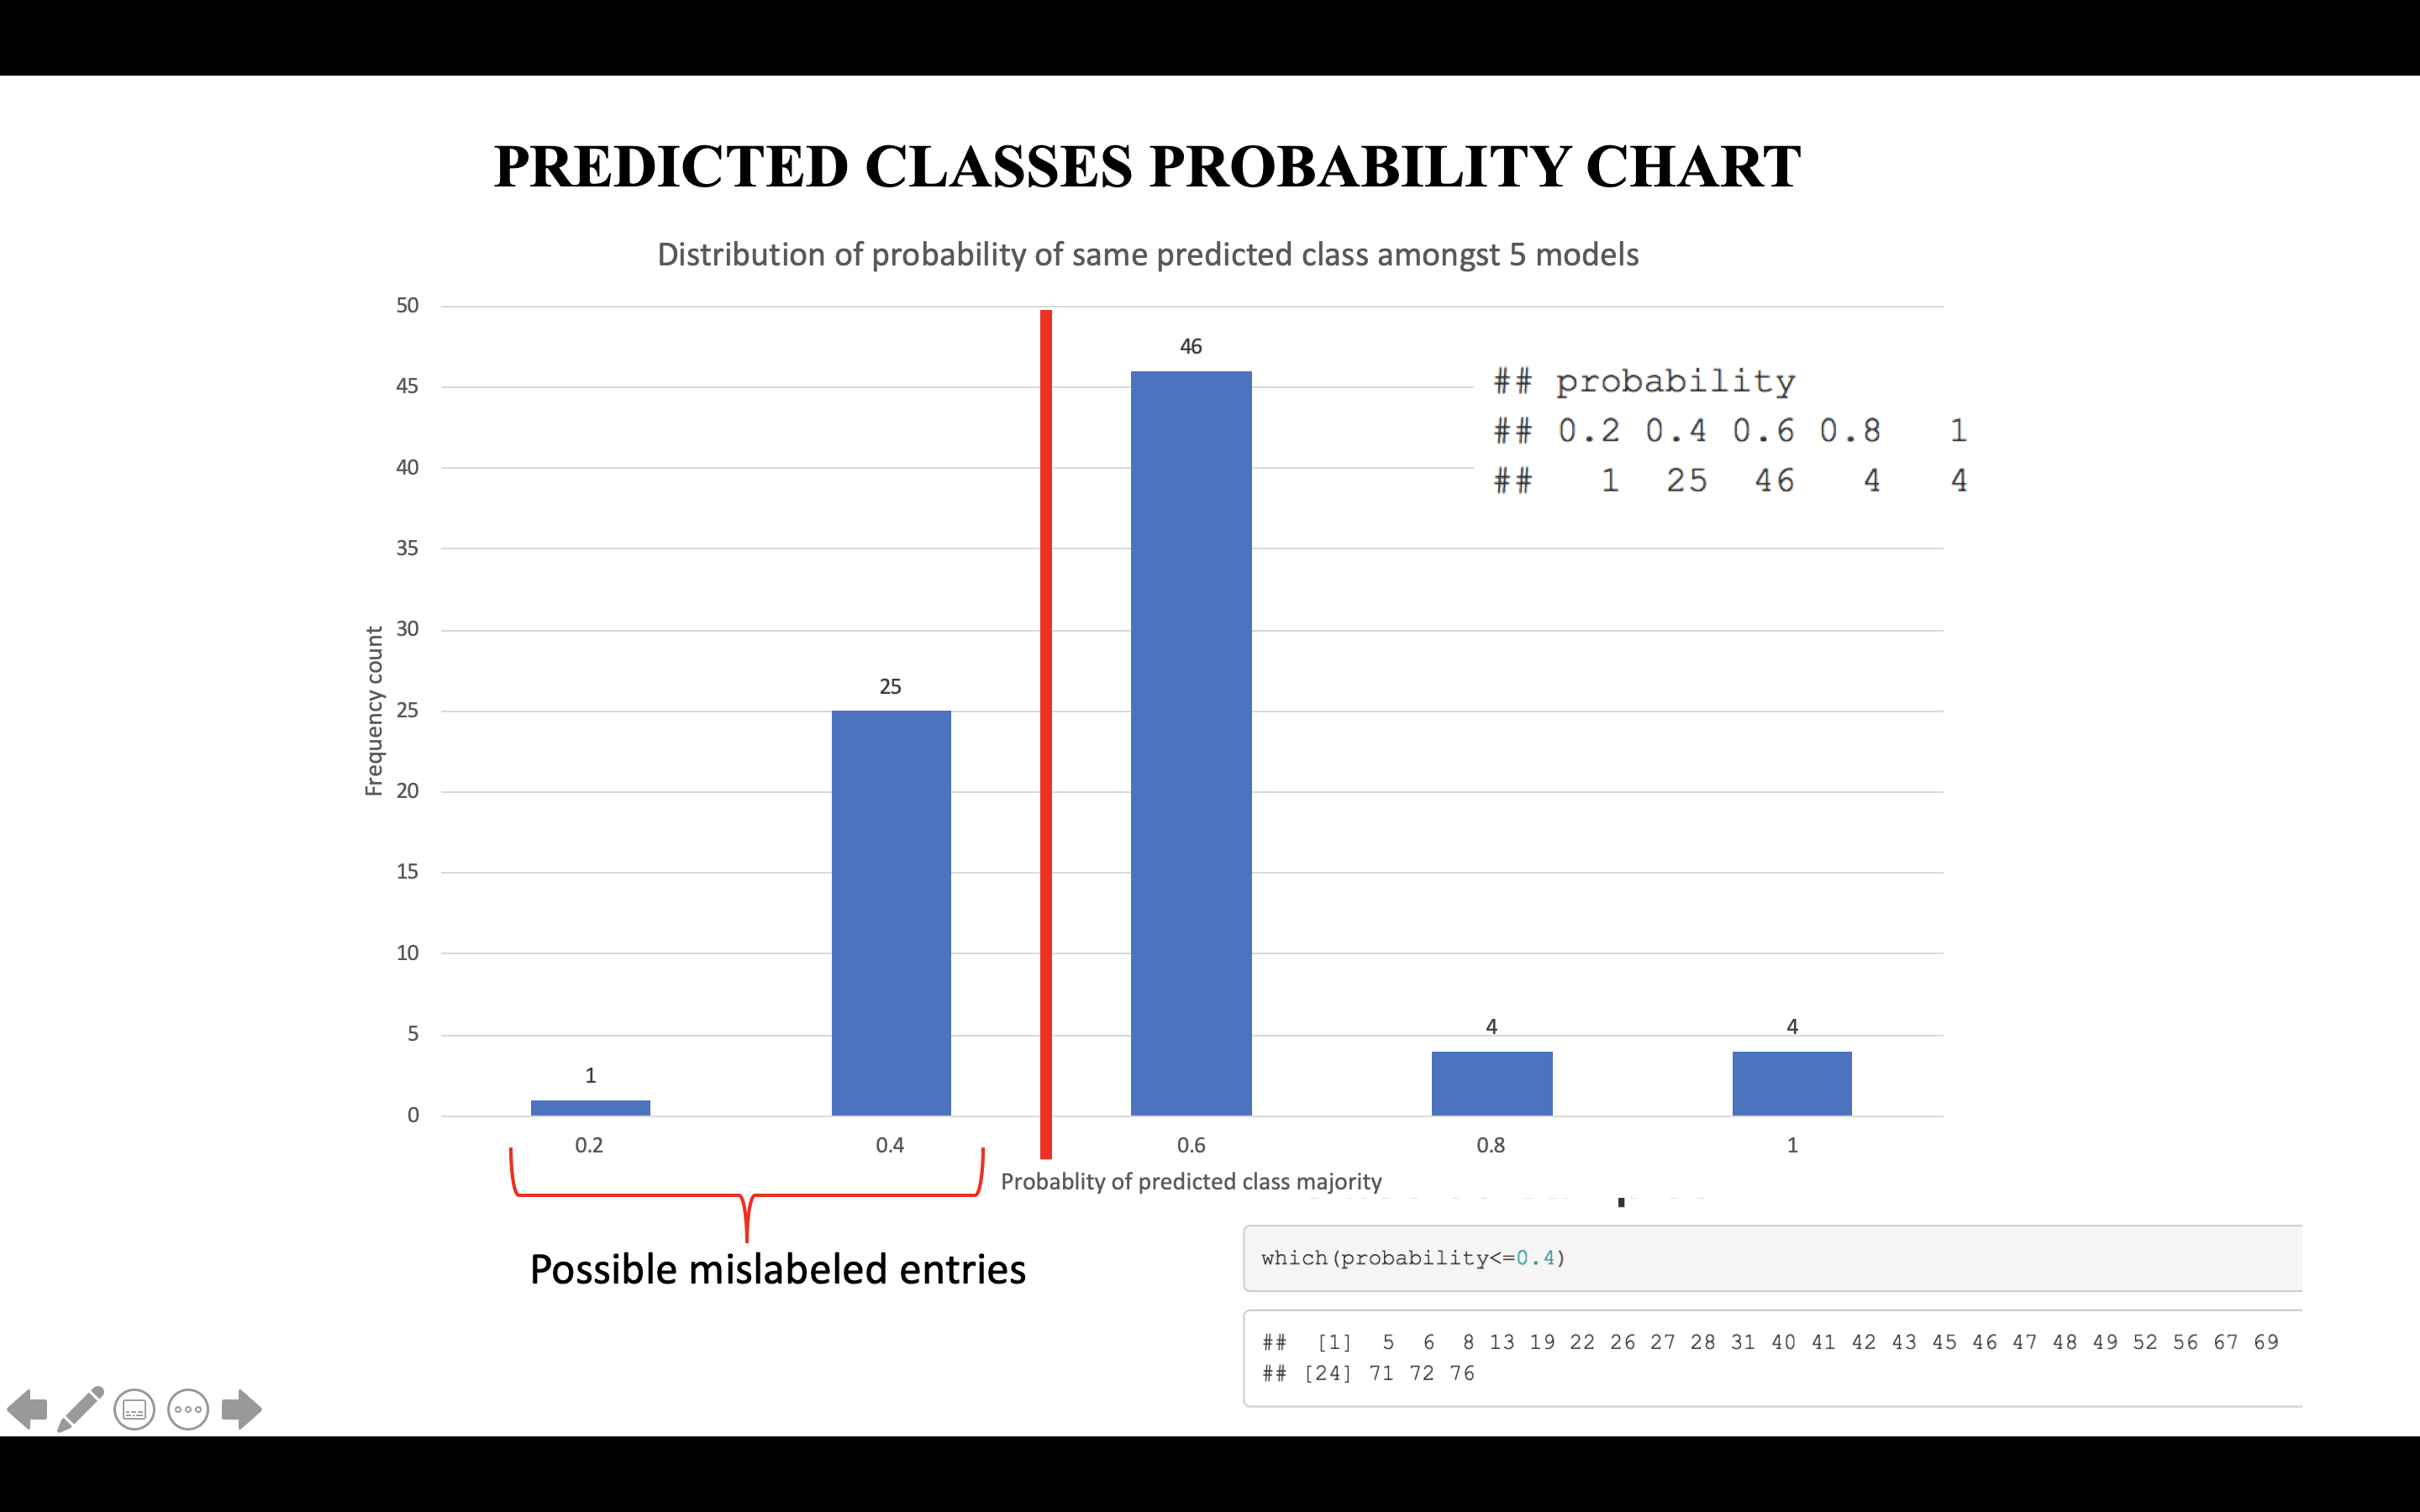 PREDICTED CLASSES PROBABILITY CHART
Distribution of probability of same predicted class amongst 5 models
50
45
40
35
30
25
20
15
10
5
0
Frequency count
1
25
46
4
4
## probability
## 0.2 0.4 0.6 0.8 1
## 1 25 46 4 4
0.2
0.4
0.6
0.8
1
Probablity of predicted class majority
Possible mislabeled entries
which(probability<=0.4)
## [1] 5 6 8 13 19 22 26 27 28 31 40 41 42 43 45 46 47 48 49 52 56 67 69
## [24] 71 72 76